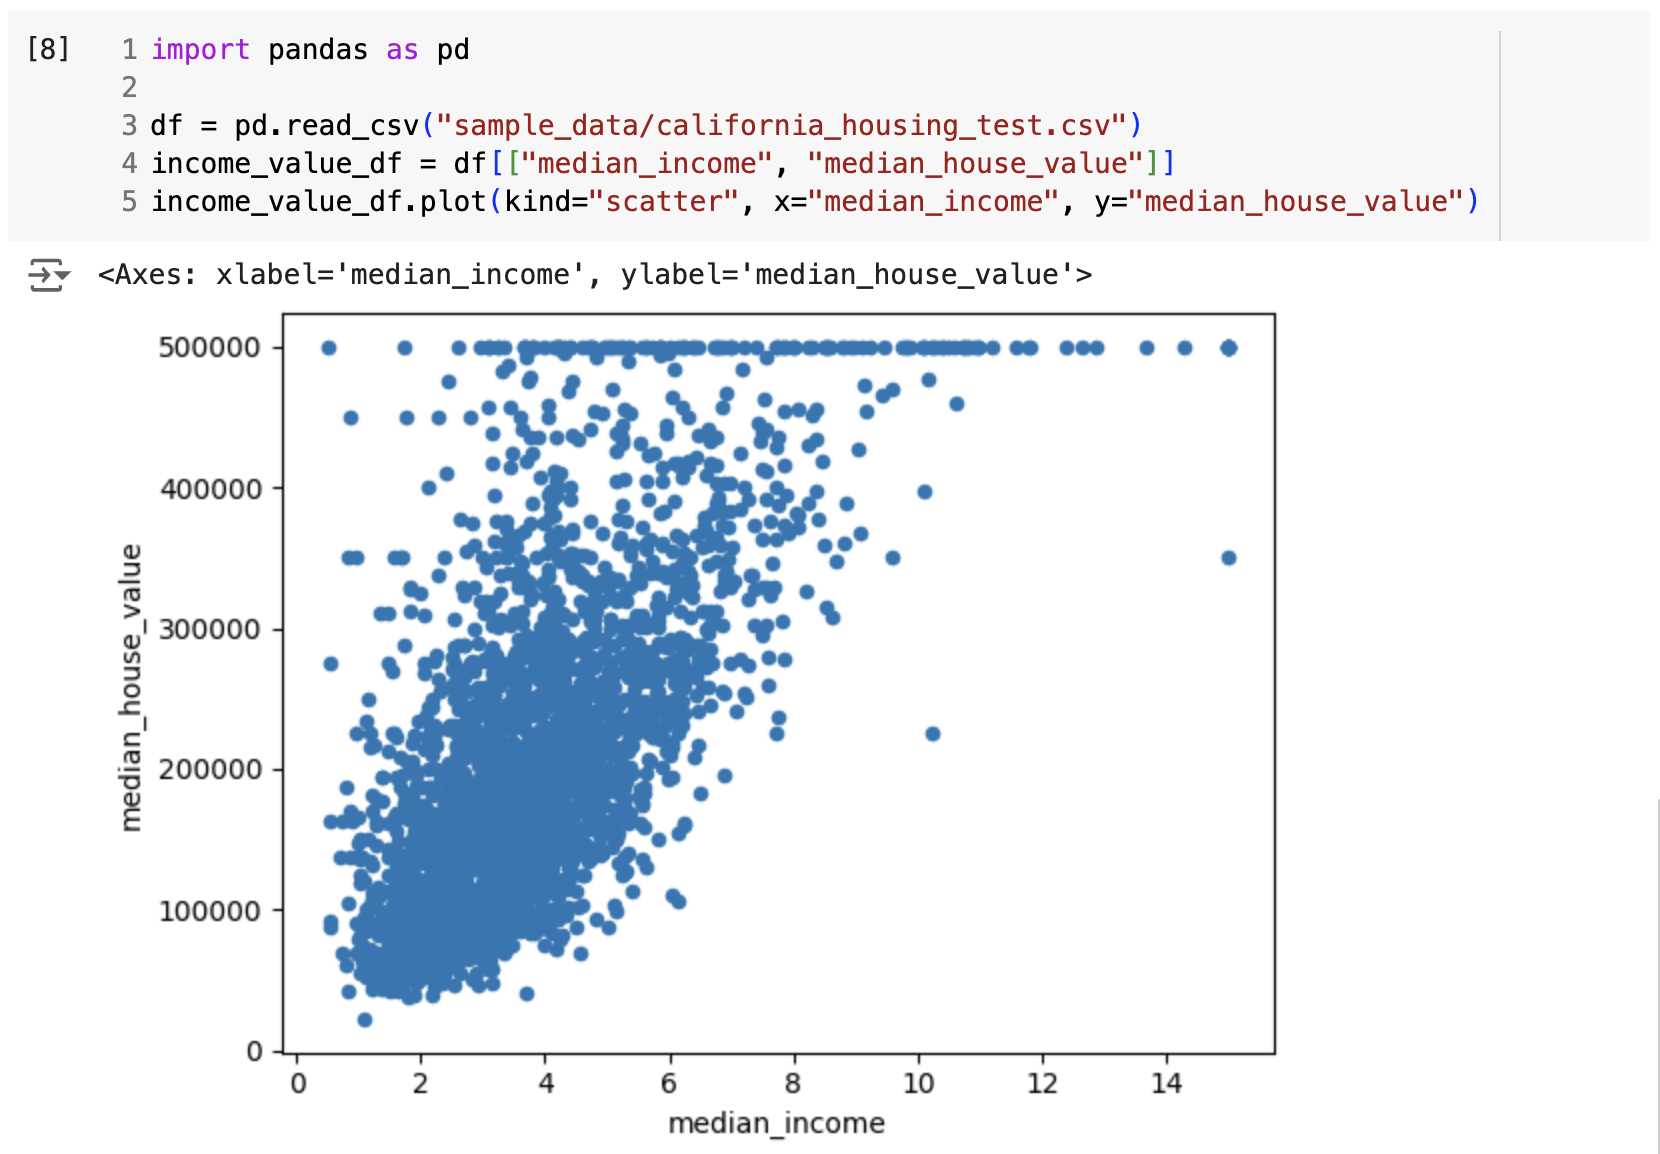 [8]
1 import pandas as pd
2
3 df = pd.read_csv("sample_data/california_housing_test.csv")
4 income_value_df = df[["median_income", "median_house_value"]]
5 income_value_df.plot(kind="scatter", x="median_income", y="median_house_value")
<Axes: xlabel='median_income', ylabel='median_house_value'>
500000
400000
300000
200000
100000
0
median_house_value
0 2 4 6 8 10 12 14
median_income